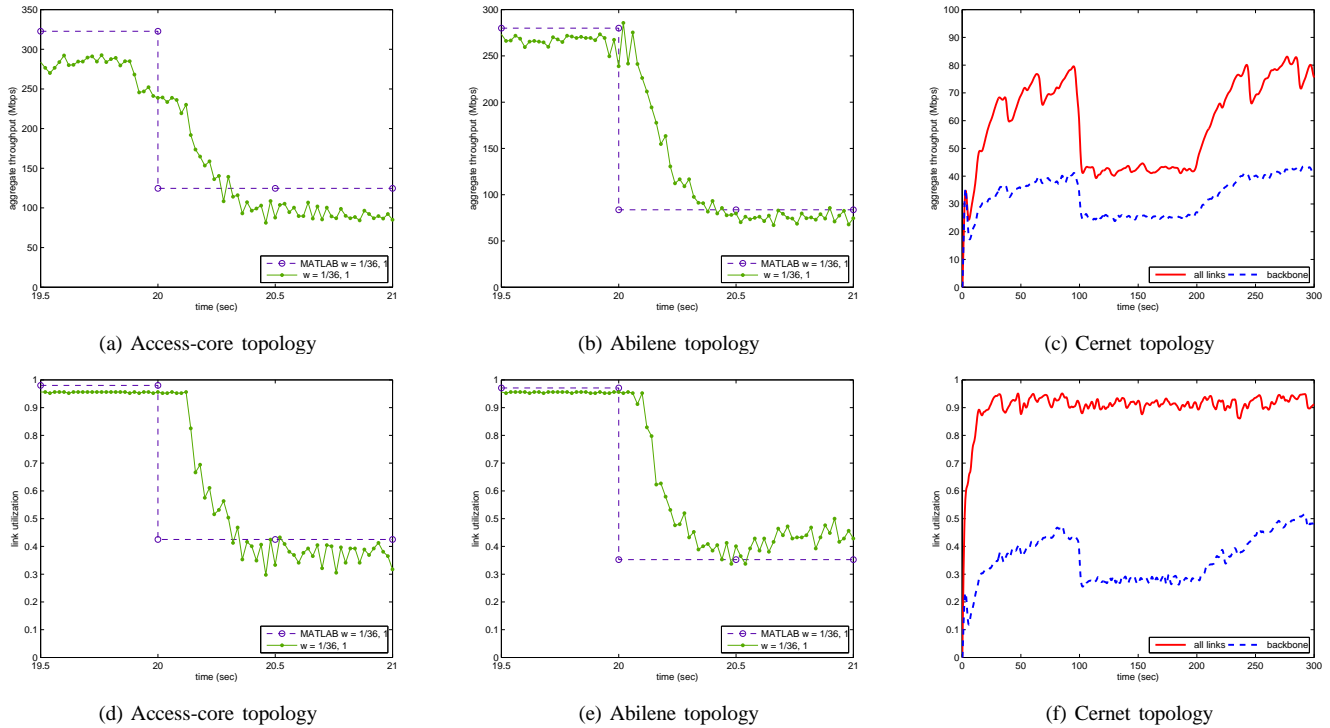 350
300
250
200
150
100
50
0
19.5 20 20.5 21
aggregate throughput (Mbps)
time (sec)
MATLAB w = 1/36, 1
w = 1/36, 1
(a) Access-core topology
300
250
200
150
100
50
0
19.5 20 20.5 21
aggregate throughput (Mbps)
time (sec)
MATLAB w = 1/36, 1
w = 1/36, 1
(b) Abilene topology
100
90
80
70
60
50
40
30
20
10
0
0 50 100 150 200 250 300
aggregate throughput (Mbps)
time (sec)
all links backbone
(c) Cernet topology
1
0.9
0.8
0.7
0.6
0.5
0.4
0.3
0.2
0.1
0
19.5 20 20.5 21
link utilization
time (sec)
MATLAB w = 1/36, 1
w = 1/36, 1
(d) Access-core topology
1
0.9
0.8
0.7
0.6
0.5
0.4
0.3
0.2
0.1
0
19.5 20 20.5 21
link utilization
time (sec)
MATLAB w = 1/36, 1
w = 1/36, 1
(e) Abilene topology
1
0.9
0.8
0.7
0.6
0.5
0.4
0.3
0.2
0.1
0
0 50 100 150 200 250 300
link utilization
time (sec)
all links backbone
(f) Cernet topology